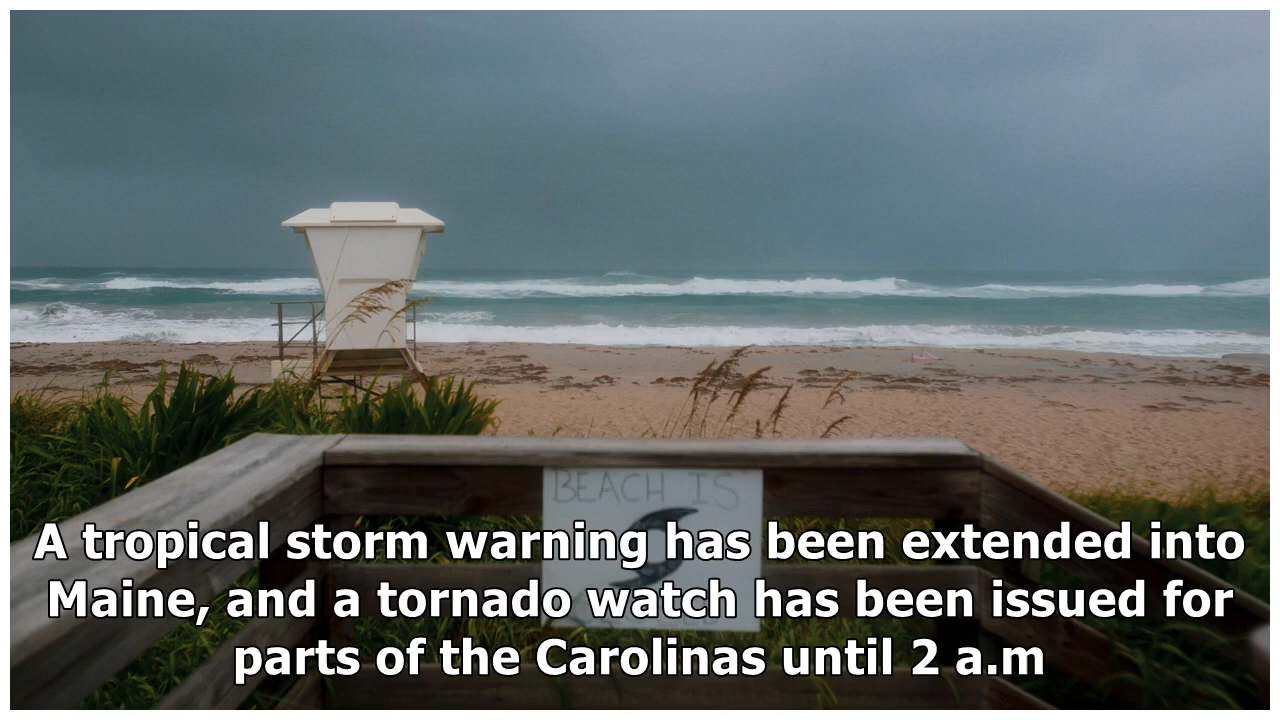 BEACH IS
A tropical storm warning has been extended into
Maine, and a tornado watch has been issued for
parts of the Carolinas until 2 a.m